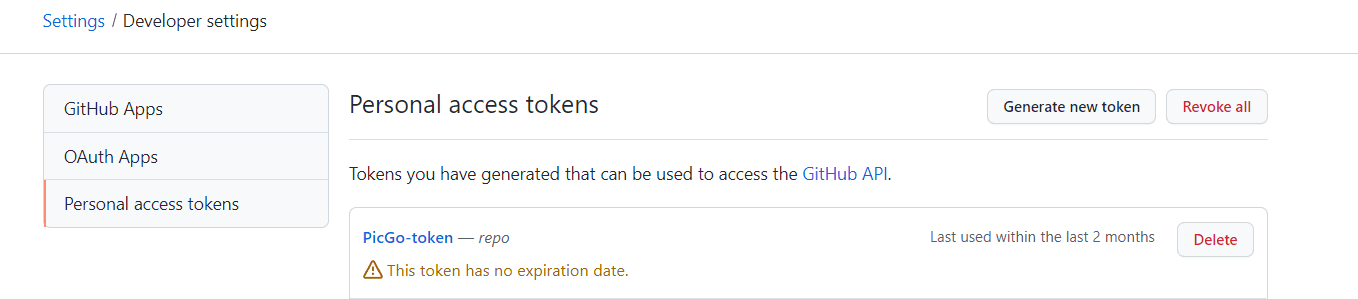 Settings / Developer settings
GitHub Apps
OAuth Apps
Personal access tokens
Personal access tokens
Generate new token
Revoke all
Tokens you have generated that can be used to access the GitHub API.
PicGo-token — repo
Last used within the last 2 months
Delete
This token has no expiration date.